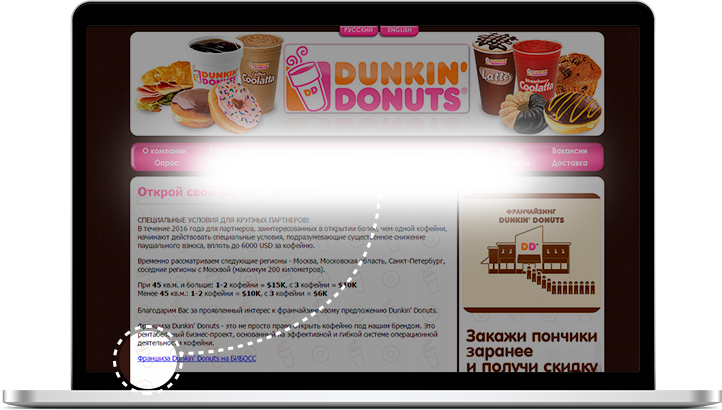 РУССКИЙ ENGLISH
Coffee Coolatta
DUNKIN'
DONUTS
Latte
Strawberry Coolatta
О компании
Вакансии
Опрос
Доставка
Открой свой
СПЕЦИАЛЬНЫЕ УСЛОВИЯ ДЛЯ КРУПНЫХ ПАРТНЕРОВ!
В течение 2016 года для партнеров, заинтересованных в открытии более, чем одной кофейни,
начинают действовать специальные условия, подразумевающие существенное снижение
паушального взноса, вплоть до 6000 USD за кофейню.
Временно рассматриваем следующие регионы - Москва, Московская область, Санкт-Петербург,
соседние регионы с Москвой (максимум 200 километров).
При 45 кв.м. и больше: 1-2 кофейни = $15K, с 3 кофейни = $10K
Менее 45 кв.м.: 1-2 кофейни = $10K, с 3 кофейни = $6K
Благодарим Вас за проявленный интерес к франчайзинговому предложению Dunkin' Donuts.
Франшиза Dunkin' Donuts - это не просто право открыть кофейню под нашим брендом. Это
рентабельный бизнес-проект, основанный на эффективной и гибкой системе операционной
деятельности кофейни.
Франшиза Dunkin' Donuts на БИБОСС
ФРАНЧАЙЗИНГ
DUNKIN' DONUTS
DD
Закажи пончики
заранее
и получи скидку